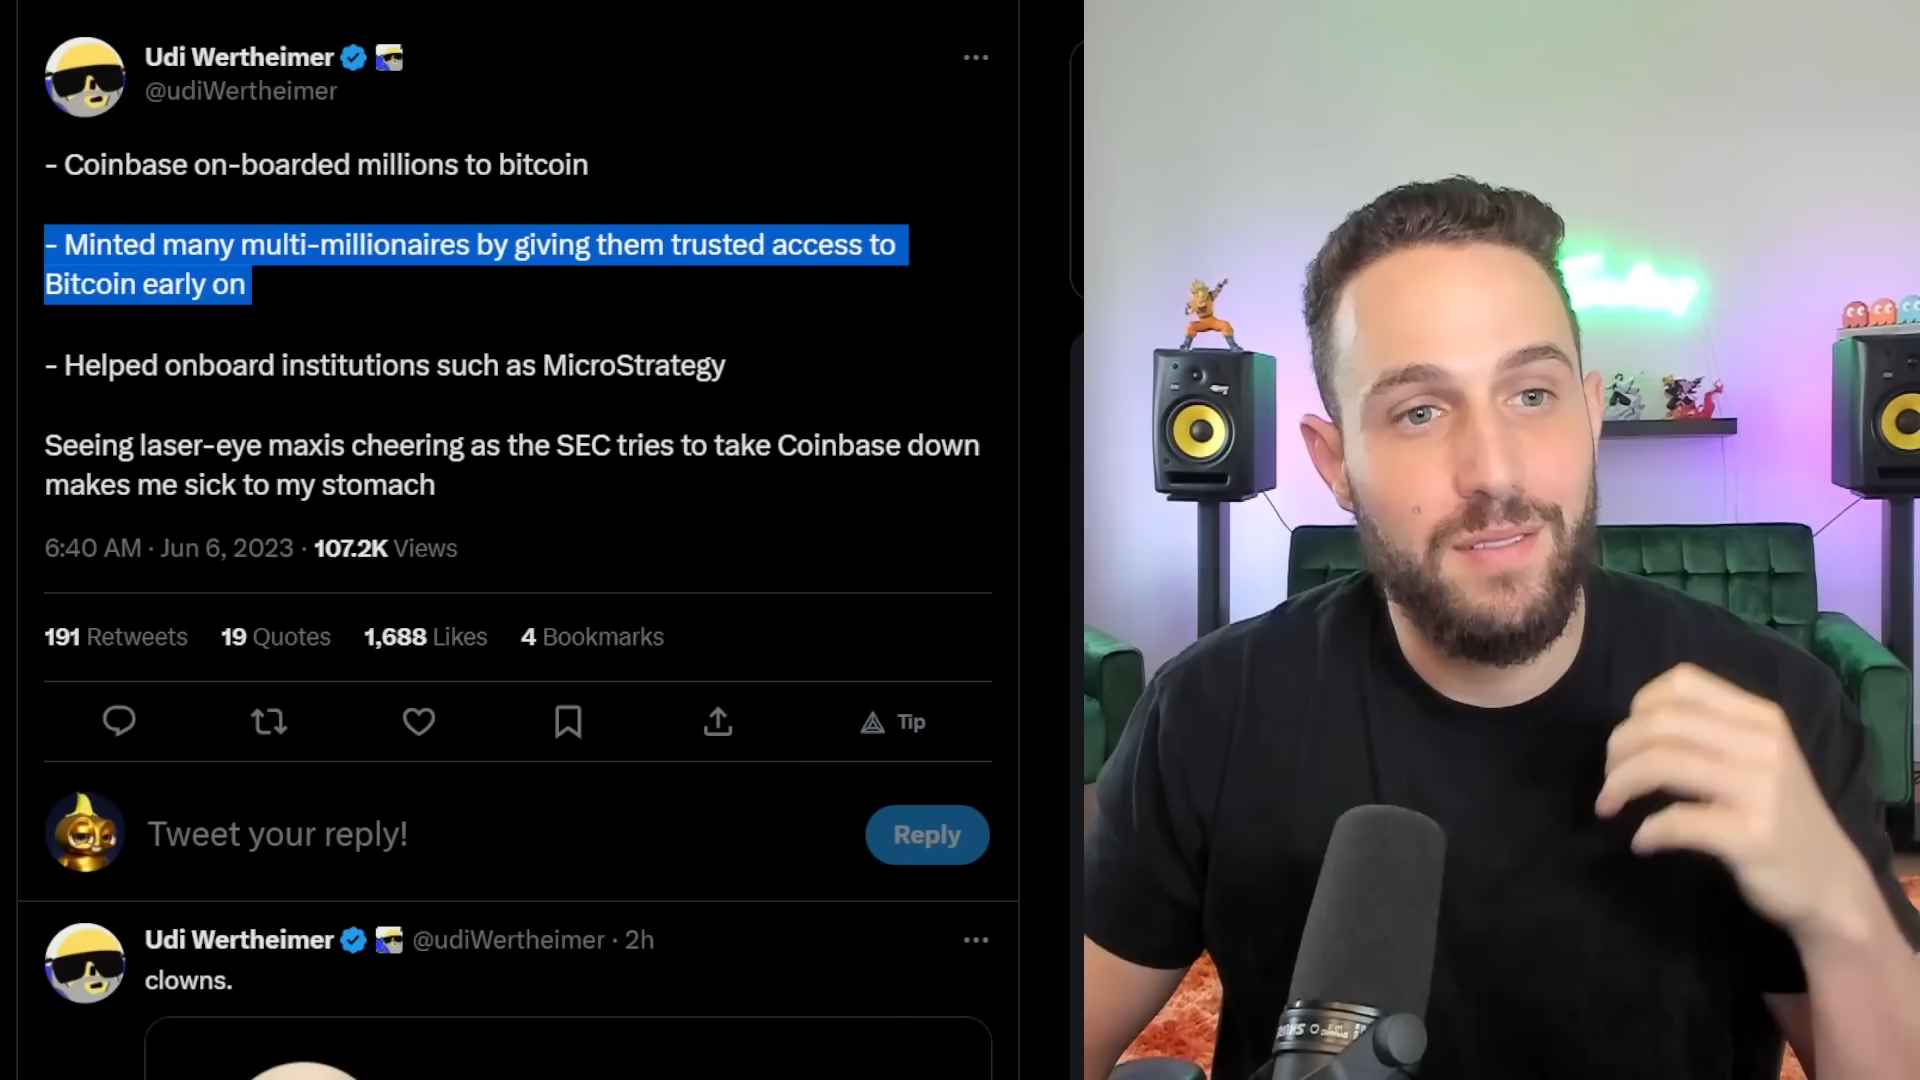 Udi Wertheimer
@udiWertheimer
- Coinbase on-boarded millions to bitcoin
- Minted many multi-millionaires by giving them trusted access to
Bitcoin early on
- Helped onboard institutions such as MicroStrategy
Seeing laser-eye maxis cheering as the SEC tries to take Coinbase down
makes me sick to my stomach
6:40 AM · Jun 6, 2023 · 107.2K Views
191 Retweets 19 Quotes 1,688 Likes 4 Bookmarks
Tip
Tweet your reply!
Reply
Udi Wertheimer @udiWertheimer · 2h
clowns.